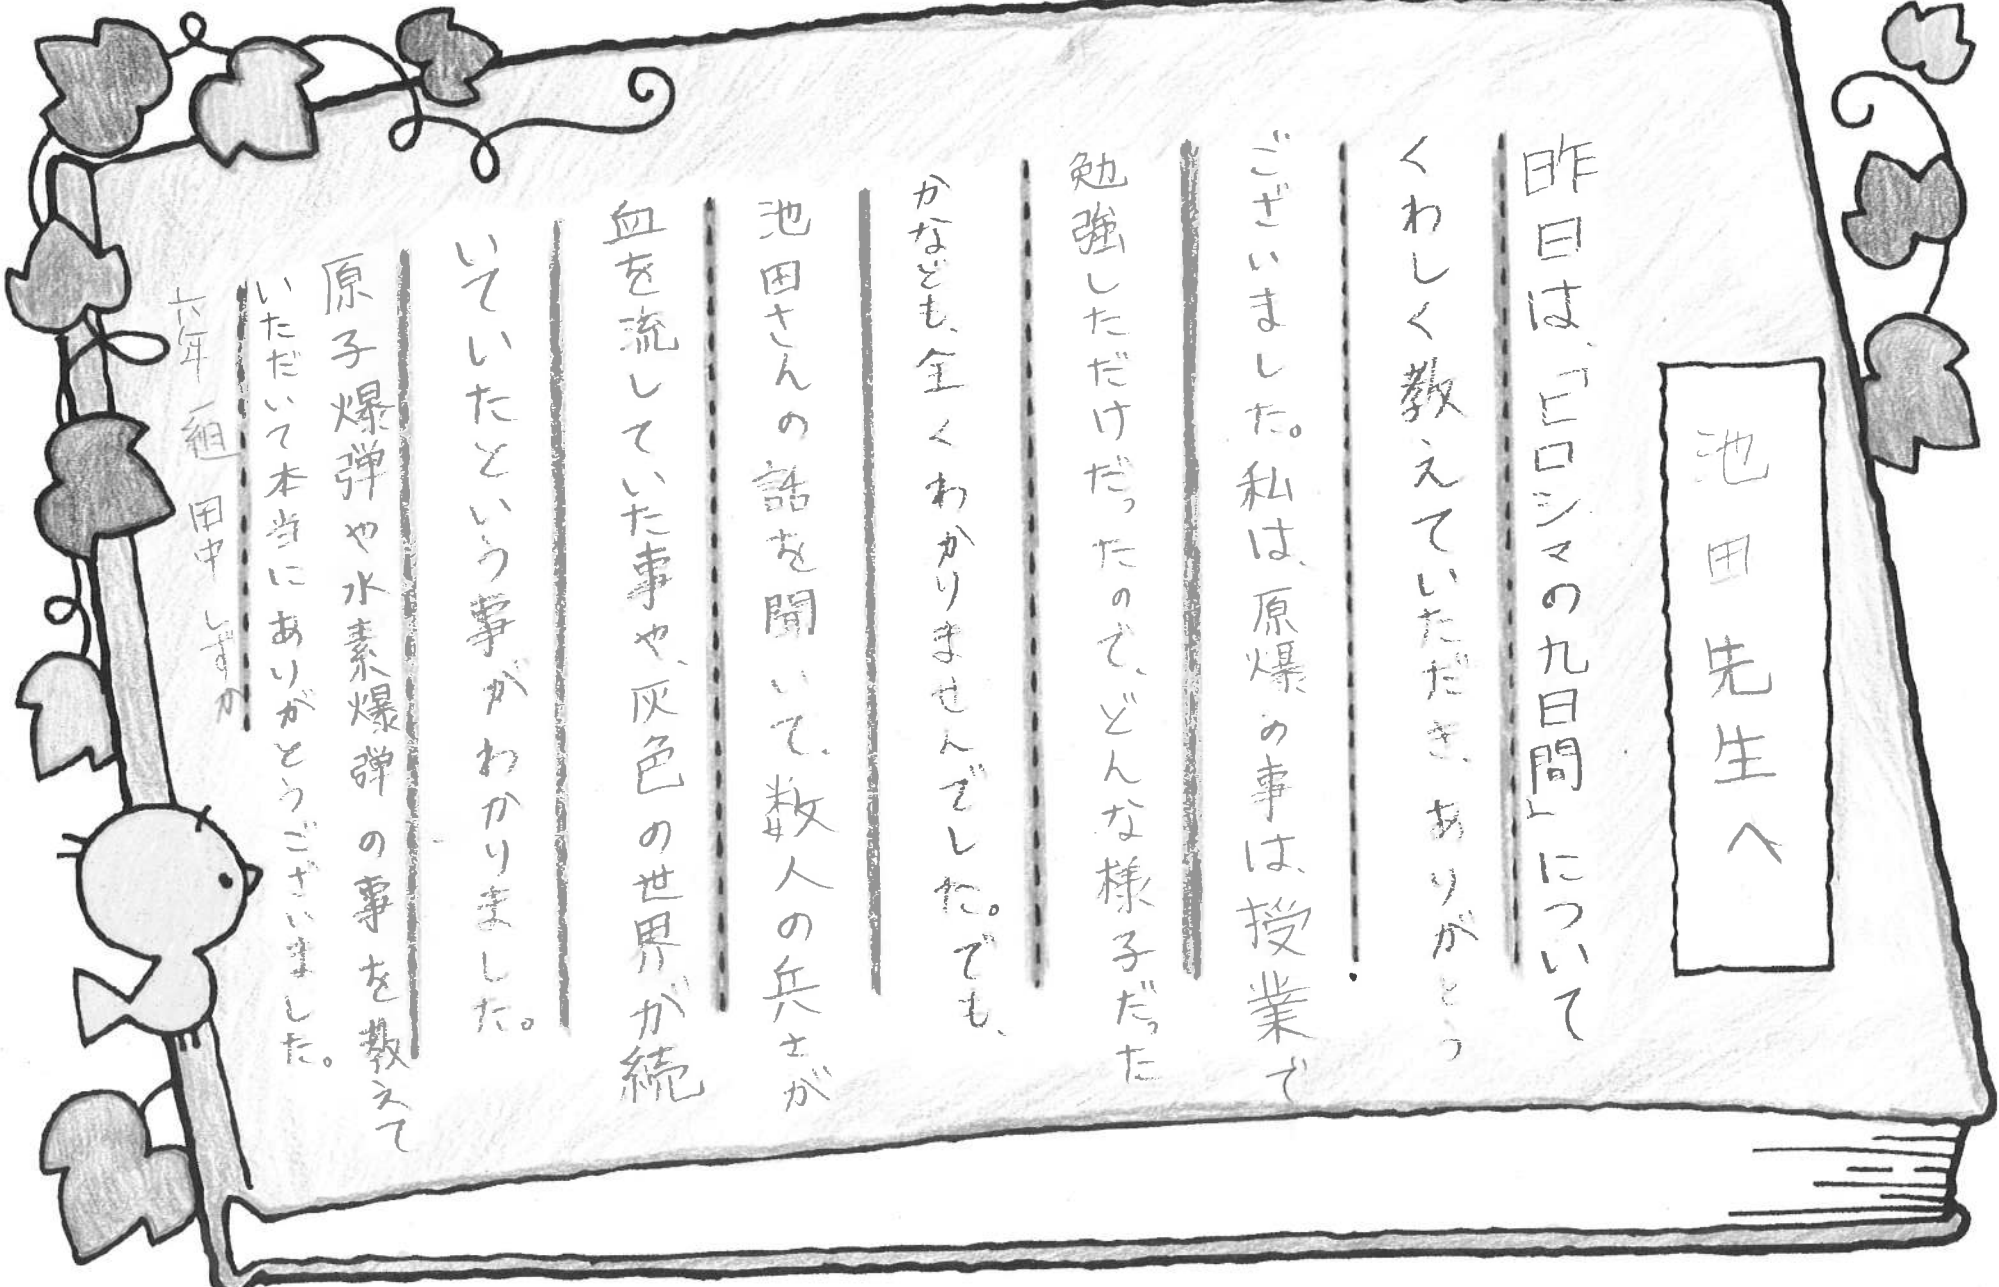 池田先生へ
昨日は、「ヒロシマの九日間」について
くわしく教えていただき、ありがとう
ございました。私は、原爆の事は、授業で
勉強しただけだったので、どんな様子だった
かなども、全くわかりませんでした。でも、
池田さんの話を聞いて、数人の兵さが
血を流していた事や、灰色の世界が続
いていたという事がわかりました。
原子爆弾や水素爆弾の事を教えて
いただいて本当にありがとうございました。
六年一組 田中しずか